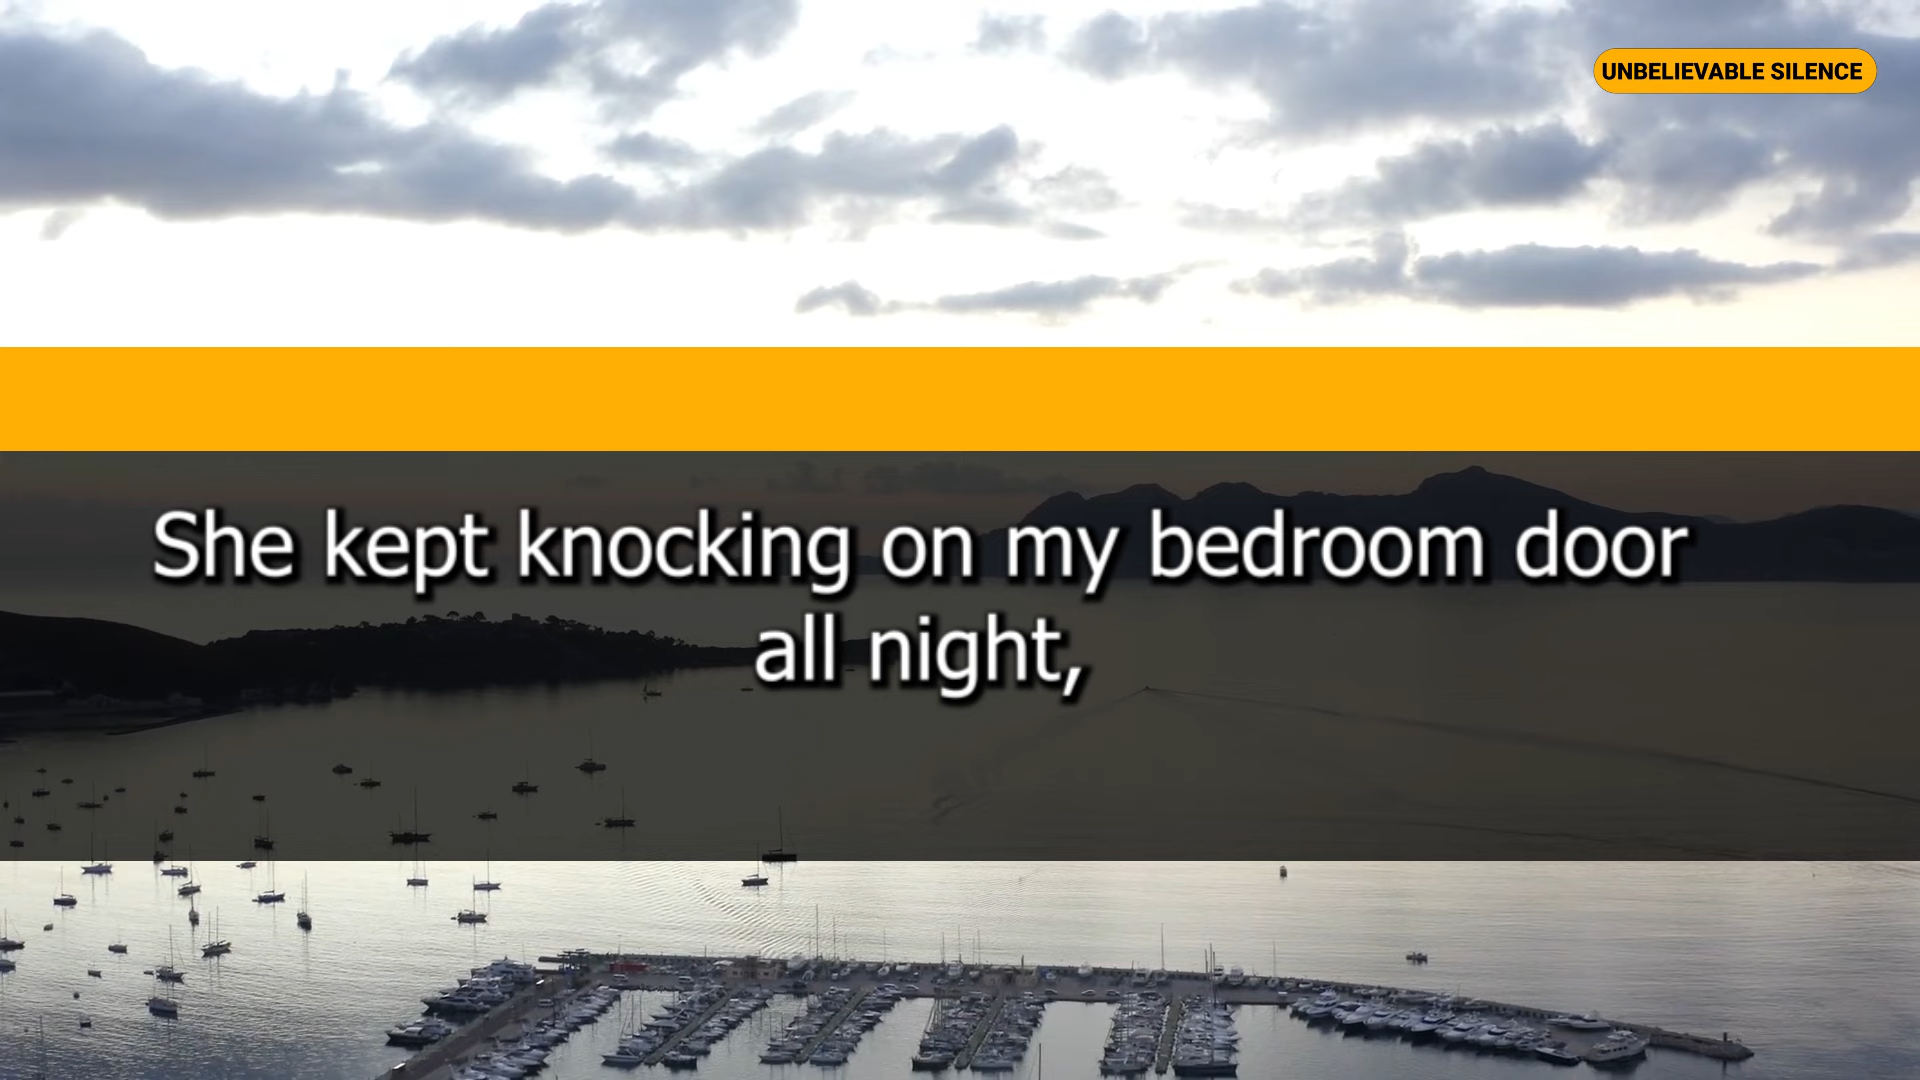 UNBELIEVABLE SILENCE
She kept knocking on my bedroom door
all night,